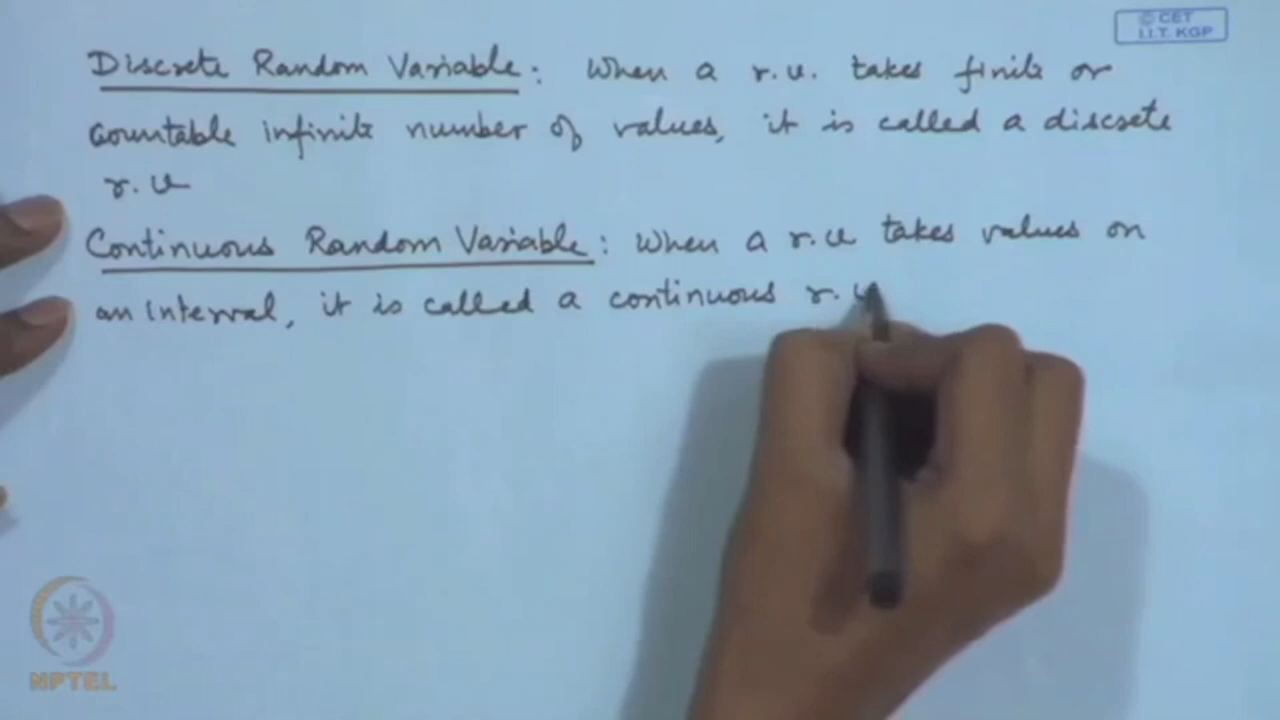 © CET
I.I.T. KGP
Discrete Random Variable: When a r.v. takes finite or
countable infinite number of values, it is called a discrete
r.v
Continuous Random Variable: When a r.v takes values on
an interval, it is called a continuous r.v
NPTEL